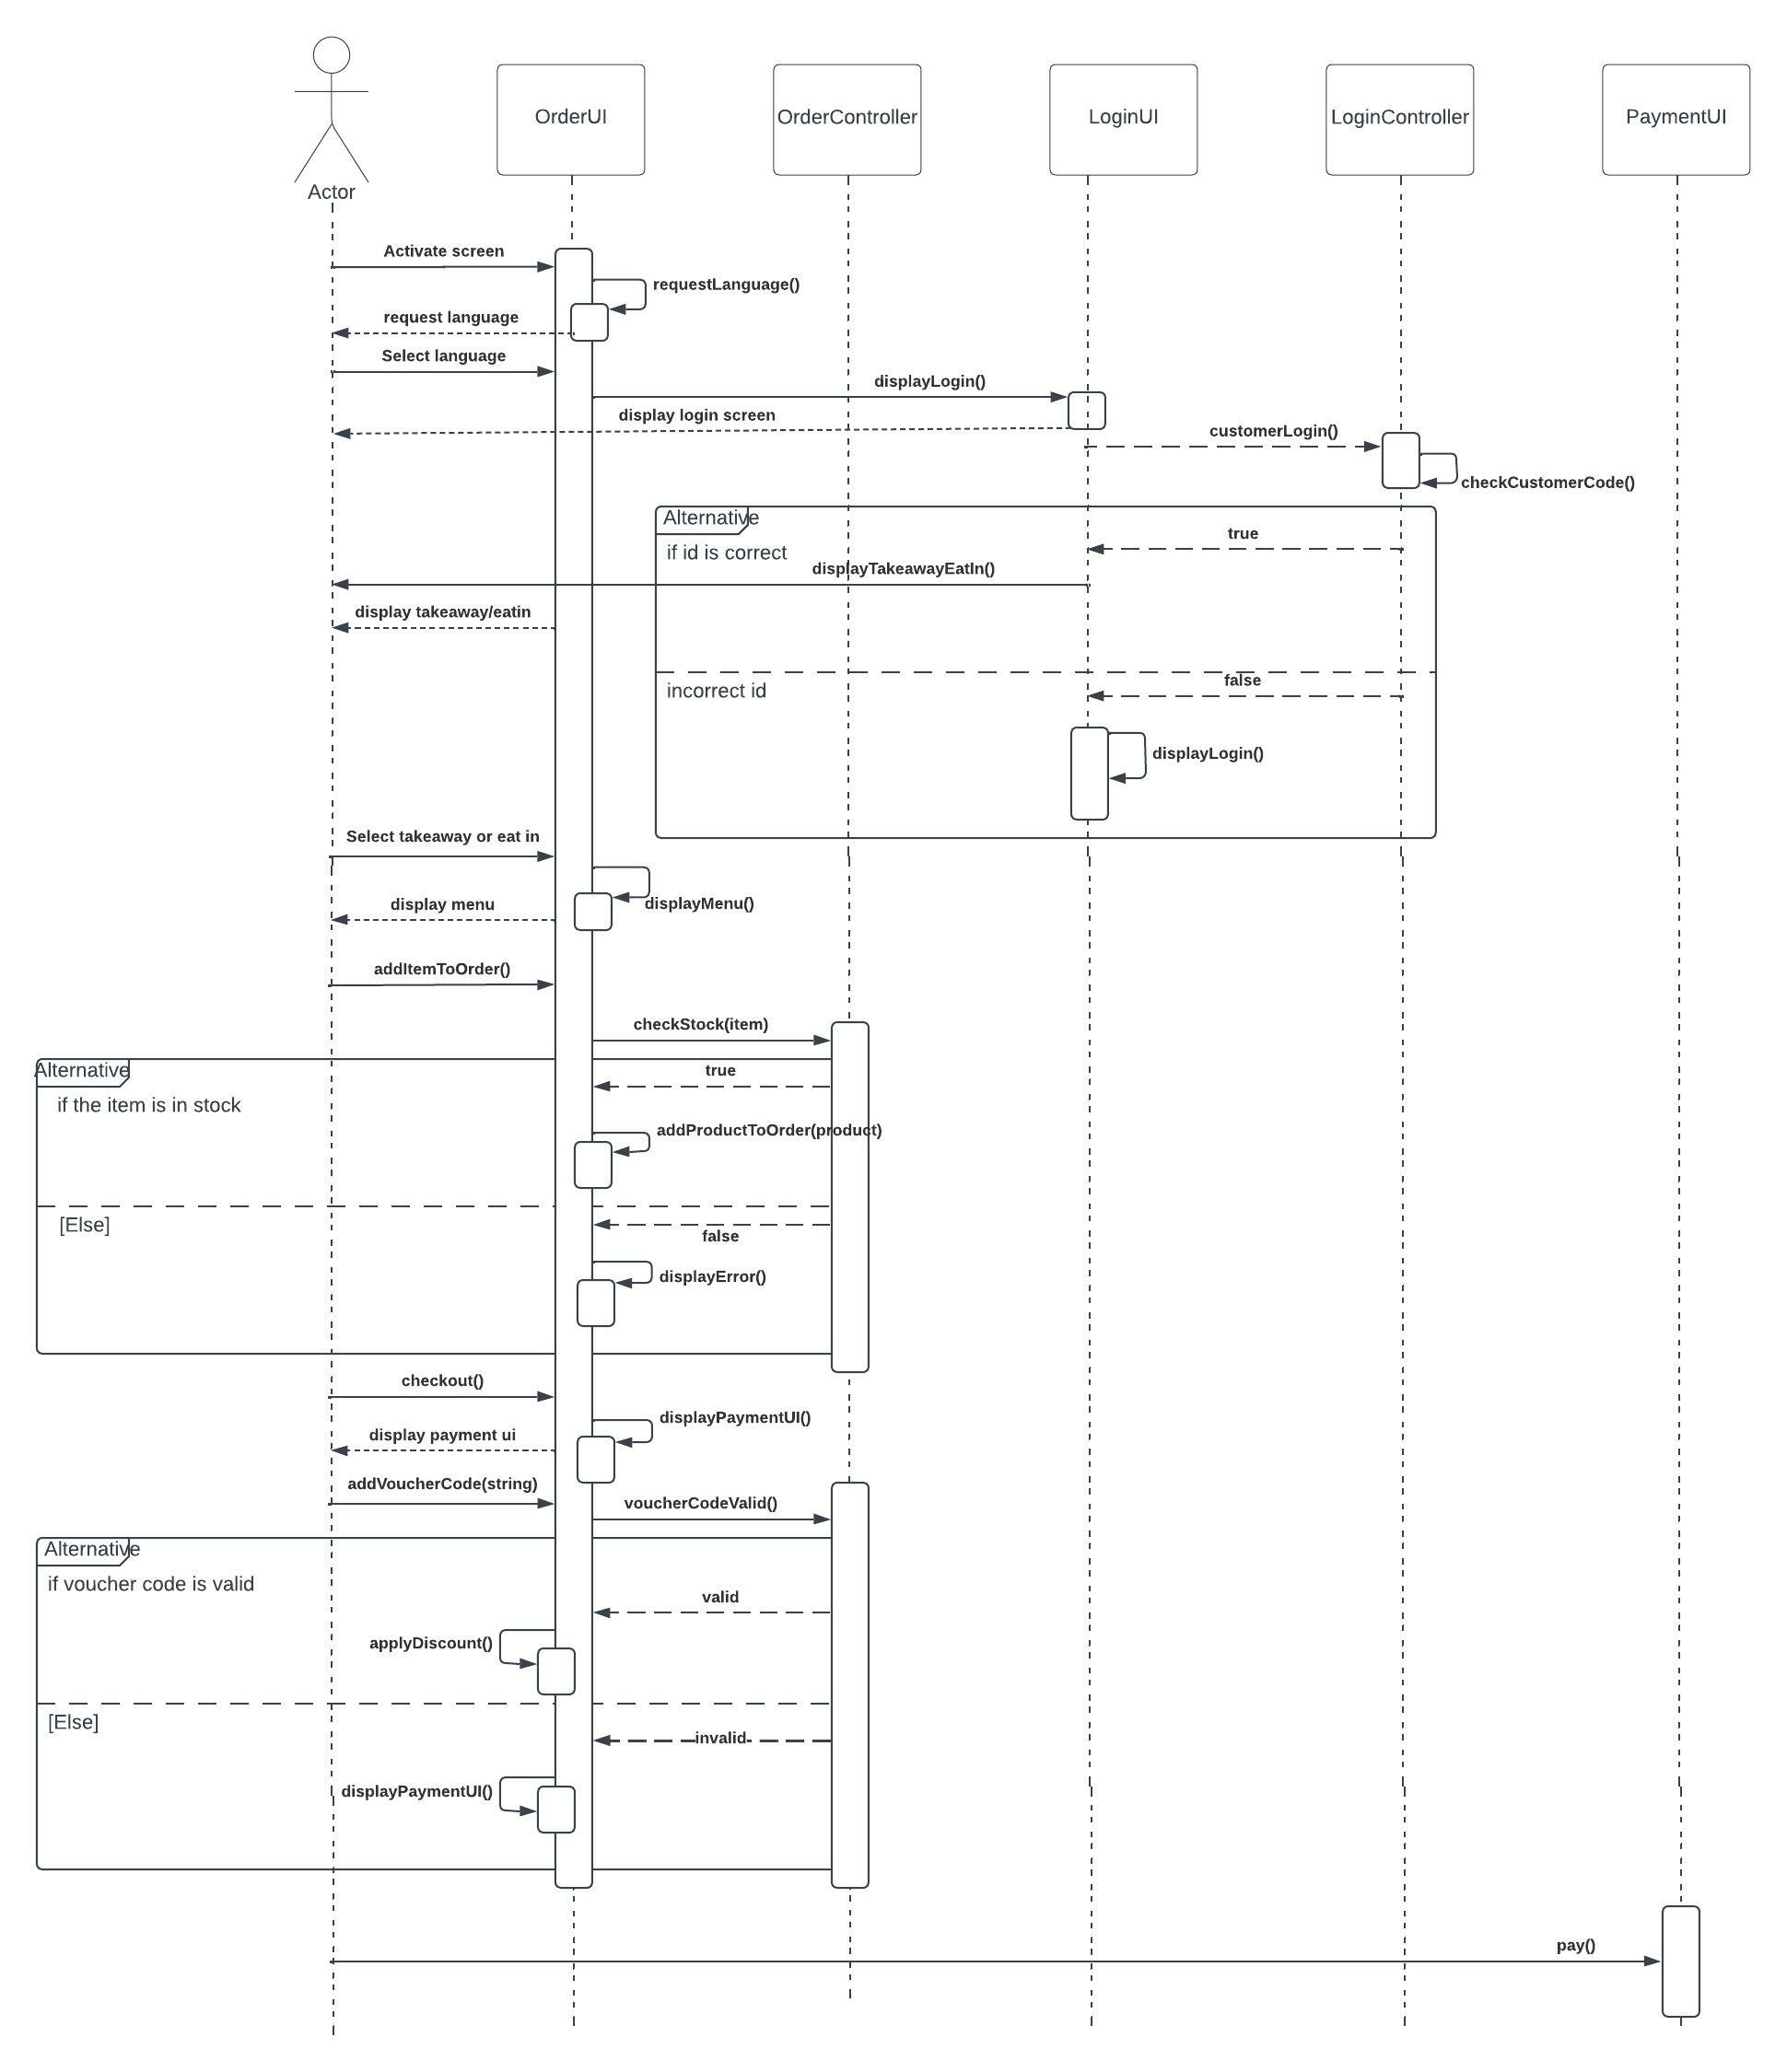 OrderUI
OrderController
LoginUI
LoginController
PaymentUI
Actor
Activate screen
requestLanguage()
request language
Select language
displayLogin()
display login screen
customerLogin()
checkCustomerCode()
Alternative
true
if id is correct
displayTakeawayEatIn()
display takeaway/eatin
false
incorrect id
displayLogin()
Select takeaway or eat in
displayMenu()
display menu
addItemToOrder()
checkStock(item)
Alternative
true
if the item is in stock
addProductToOrder(product)
[Else]
false
displayError()
checkout()
displayPaymentUI()
display payment ui
addVoucherCode(string)
voucherCodeValid()
Alternative
if voucher code is valid
valid
applyDiscount()
[Else]
invalid
displayPaymentUI()
pay()